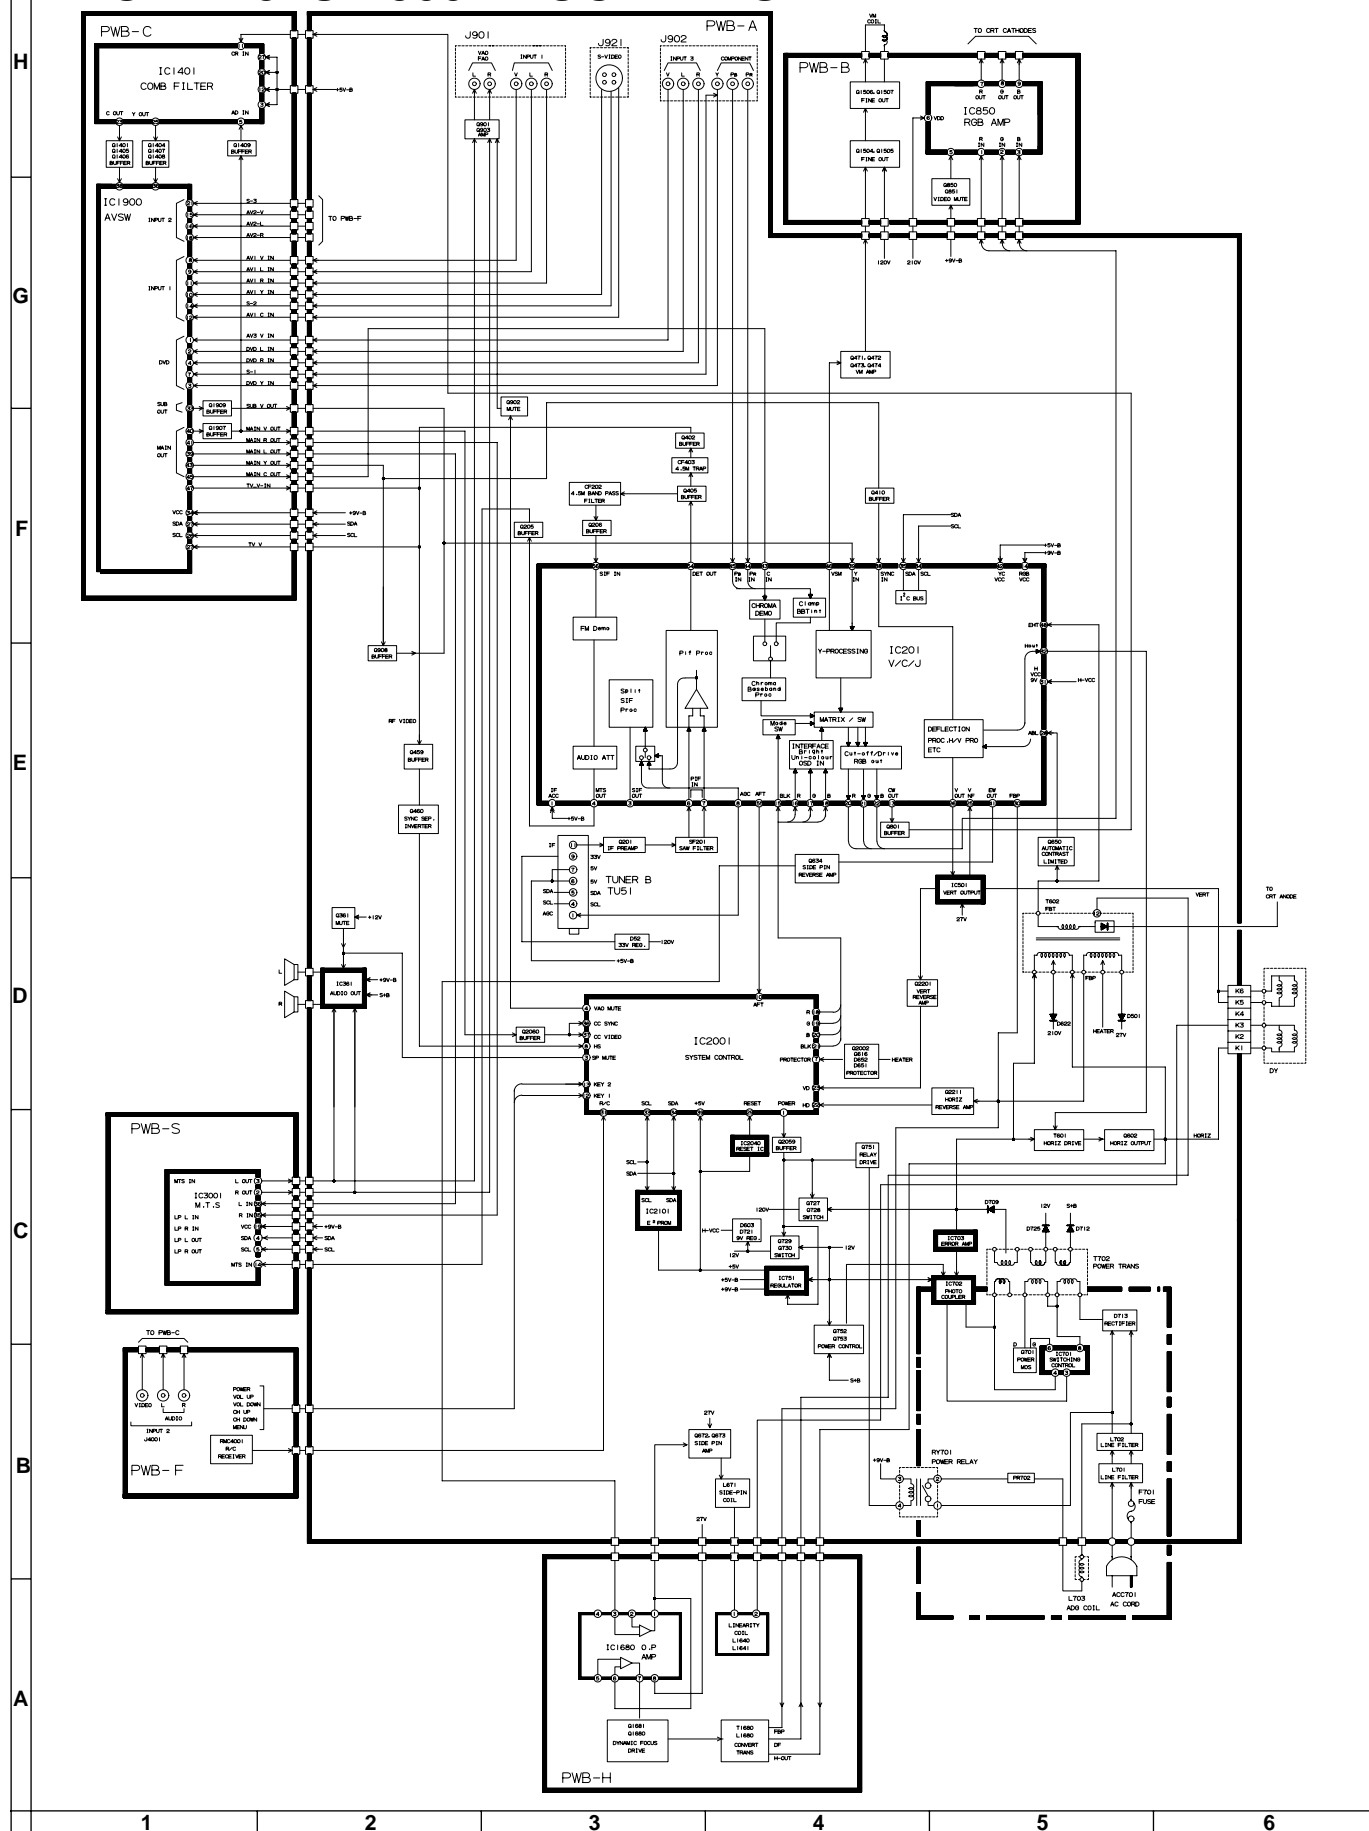 H
G
F
E
D
C
B
A
1
2
3
4
5
6
PWB-C
CR IN
IC1401
COMB FILTER
C OUT
Y OUT
AD IN
Q1401
Q1405
Q1406
BUFFER
Q1404
Q1407
Q1408
BUFFER
Q1409
BUFFER
+5V-B
IC1900
AVSW
INPUT 2
S-3
AV2-V
AV2-L
AV2-R
TO PWB-F
INPUT 1
AV1 V IN
AV1 L IN
AV1 R IN
AV1 Y IN
S-2
AV1 C IN
DVD
AV3 V IN
DVD L IN
DVD R IN
S-1
DVD Y IN
SUB
OUT
Q1909
BUFFER
SUB V OUT
Q1907
BUFFER
MAIN
OUT
MAIN V OUT
MAIN R OUT
MAIN L OUT
MAIN Y OUT
MAIN C OUT
TV_V-IN
VCC
SDA
SCL
TV V
+9V-B
SDA
SCL
PWB-A
J901
VAO
FAO
L
R
INPUT 1
V
L
R
J921
S-VIDEO
J902
INPUT 3
COMPONENT
V
L
R
Y
PB
PR
Q901
Q903
AMP
PWB-B
VM
COIL
TO CRT CATHODES
Q1506,Q1507
FINE OUT
Q1504,Q1505
FINE OUT
R
OUT
G
OUT
B
OUT
IC850
RGB AMP
VDD
R
IN
G
IN
B
IN
Q850
Q851
VIDEO MUTE
120V
210V
+9V-B
Q471,Q472
Q473,Q474
VM AMP
Q902
MUTE
Q402
BUFFER
CF403
4.5M TRAP
Q405
BUFFER
CF202
4.5M BAND PASS
FILTER
Q206
BUFFER
Q205
BUFFER
Q410
BUFFER
SDA
SCL
+5V-B
+9V-B
SIF IN
DET OUT
PB
IN
PR
IN
C
IN
VSM
Y
IN
SYNC
IN
SDA
SCL
YC
VCC
RGB
VCC
I²C BUS
CHROMA
DEMO
Clamp
BBTint
FM Demo
Pif Proc
Y-PROCESSING
IC201
V/C/J
EHT
Hout
H
VCC
9V
H-VCC
ABL
Split
SIF
Proc
Chroma
Baseband
Proc
Mode
SW
MATRIX / SW
INTERFACE
Bright
Uni-colour
OSD IN
Cut-off/Drive
RGB out
DEFLECTION
PROC.H/V PRO
ETC
AUDIO ATT
IF
ACC
MTS
OUT
SIF
OUT
PIF
IN
AGC
AFT
BLK
R
G
B
R
G
B
CW
OUT
V
OUT
V
NF
EW
OUT
FBP
+5V-B
Q801
BUFFER
Q908
BUFFER
RF VIDEO
Q459
BUFFER
Q460
SYNC SEP.
INVERTER
IF
33V
5V
5V
SDA
SDA
SCL
SCL
AGC
TUNER B
TU51
Q201
IF PREAMP
SF201
SAW FILTER
D52
33V REG.
120V
+5V-B
Q634
SIDE PIN
REVERSE AMP
Q650
AUTOMATIC
CONTRAST
LIMITED
IC501
VERT OUTPUT
27V
VERT
T602
FBT
FBP
D622
210V
HEATER
D501
27V
TO
CRT ANODE
Q361
MUTE
+12V
L
R
IC361
AUDIO OUT
+9V-B
S+B
Q2201
VERT
REVERSE
AMP
Q2060
BUFFER
VAO MUTE
CC SYNC
CC VIDEO
HS
SP MUTE
KEY 2
KEY 1
R/C
AFT
IC2001
SYSTEM CONTROL
R
G
B
BLK
PROTECTOR
VD
HD
SCL
SDA
+5V
RESET
POWER
Q2002
Q616
D652
D651
PROTECTOR
HEATER
Q2211
HORIZ
REVERSE AMP
K6
K5
K4
K3
K2
K1
DY
T601
HORIZ DRIVE
Q602
HORIZ OUTPUT
HORIZ
PWB-S
MTS IN
IC3001
M.T.S
LP L IN
LP R IN
LP L OUT
LP R OUT
L OUT
R OUT
L IN
R IN
VCC
SDA
SCL
MTS IN
+9V-B
SDA
SCL
SCL
SDA
SCL
SDA
IC2101
E²PROM
IC2040
RESET IC
Q2059
BUFFER
Q751
RELAY
DRIVE
Q727
Q728
SWITCH
120V
D603
D721
9V REG.
H-VCC
12V
Q729
Q730
SWITCH
12V
+5V
+5V-B
+9V-B
IC751
REGULATOR
D709
IC703
ERROR AMP
IC702
PHOTO
COUPLER
12V
S+B
D725
D712
T702
POWER TRANS
D713
RECTIFIER
Q752
Q753
POWER CONTROL
S+B
D
G
Q701
POWER
MOS
IC701
SWITCHING
CONTROL
TO PWB-C
VIDEO
L
R
AUDIO
INPUT 2
J4001
POWER
VOL UP
VOL DOWN
CH UP
CH DOWN
MENU
RMC4001
R/C
RECEIVER
PWB-F
27V
Q672,Q673
SIDE PIN
AMP
L671
SIDE-PIN
COIL
27V
+9V-B
RY701
POWER RELAY
PR702
L702
LINE FILTER
L701
LINE FILTER
F701
FUSE
L703
ADG COIL
ACC701
AC CORD
IC1680 O.P
AMP
LINEARITY
COIL
L1640
L1641
Q1681
Q1680
DYNAMIC FOCUS
DRIVE
T1680
L1680
CONVERT
TRANS
FBP
DF
H-OUT
PWB-H